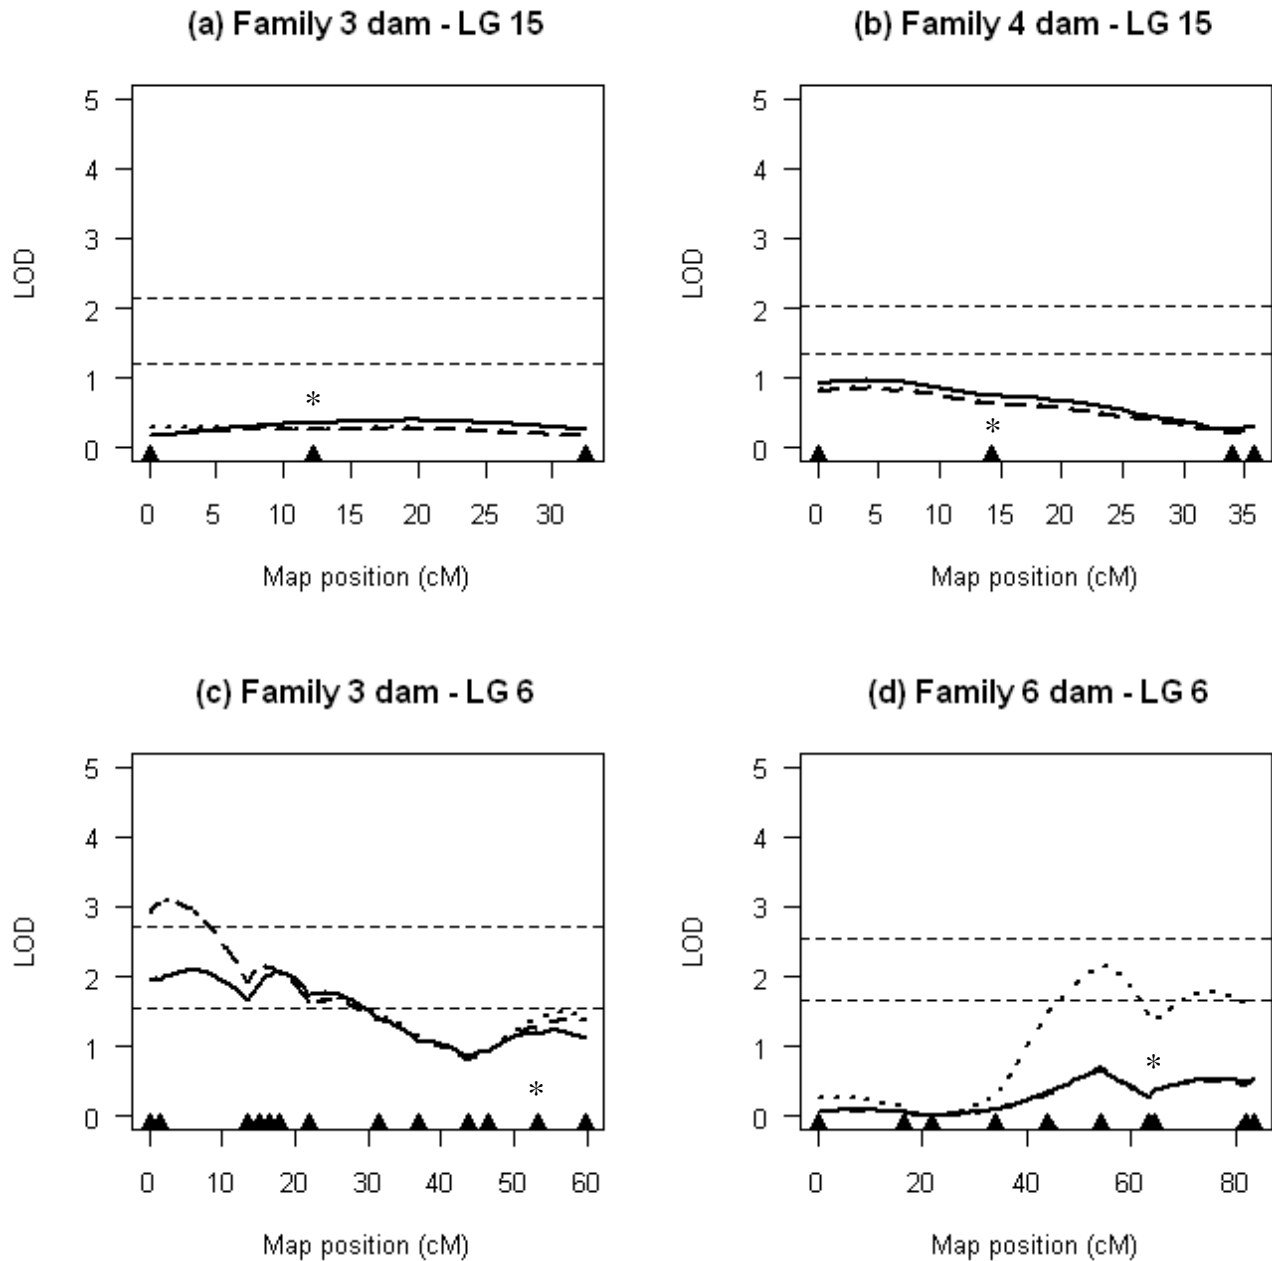 (a) Family 3 dam - LG 15
LOD
5
4
3
2
1
0
*
0 5 10 15 20 25 30
Map position (cM)
(b) Family 4 dam - LG 15
LOD
5
4
3
2
1
0
*
0 5 10 15 20 25 30 35
Map position (cM)
(c) Family 3 dam - LG 6
LOD
5
4
3
2
1
0
*
0 10 20 30 40 50 60
Map position (cM)
(d) Family 6 dam - LG 6
LOD
5
4
3
2
1
0
*
0 20 40 60 80
Map position (cM)